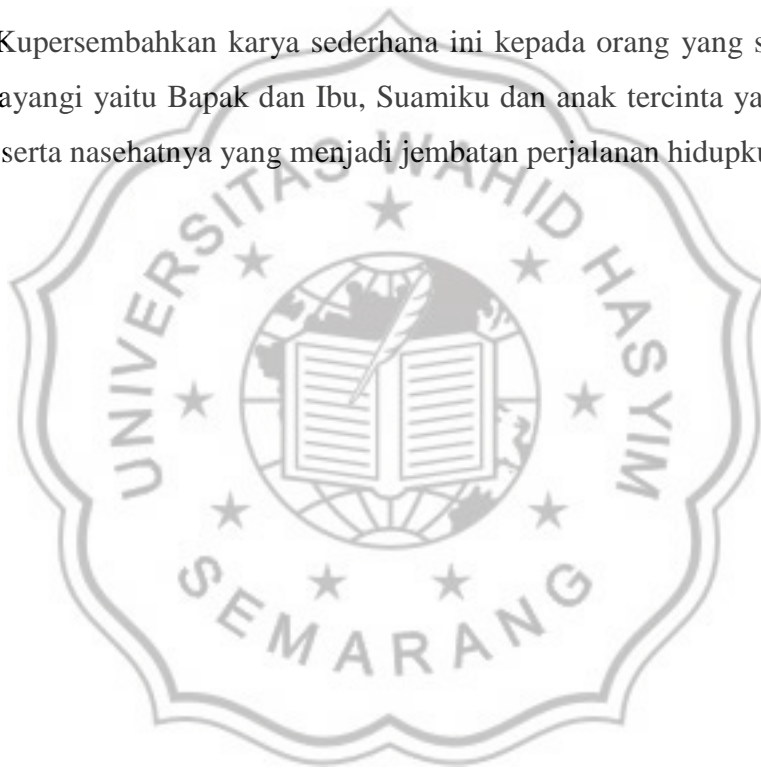 Kupersembahkan karya sederhana ini kepada orang yang
ayangi yaitu Bapak dan Ibu, Suamiku dan anak tercinta
serta nasehatnya yang menjadi jembatan perjalanan hidupku
UNIVERSITAS WAHID HASYIM
SEMARANG